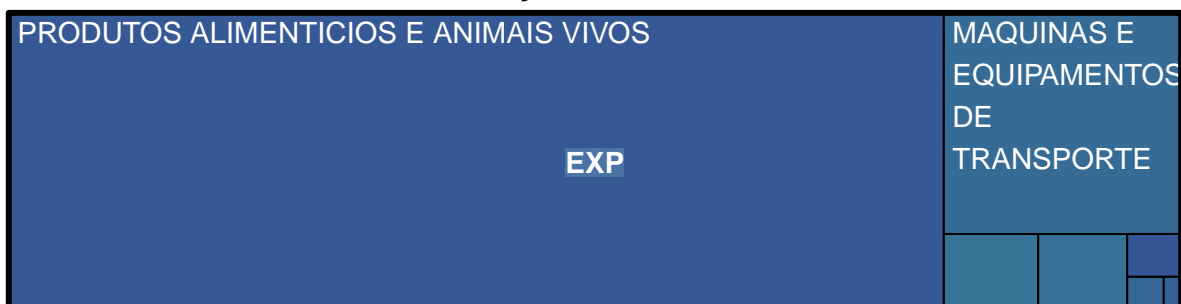 PRODUTOS ALIMENTICIOS E ANIMAIS VIVOS
MAQUINAS E
EQUIPAMENTOS
DE
TRANSPORTE
EXP